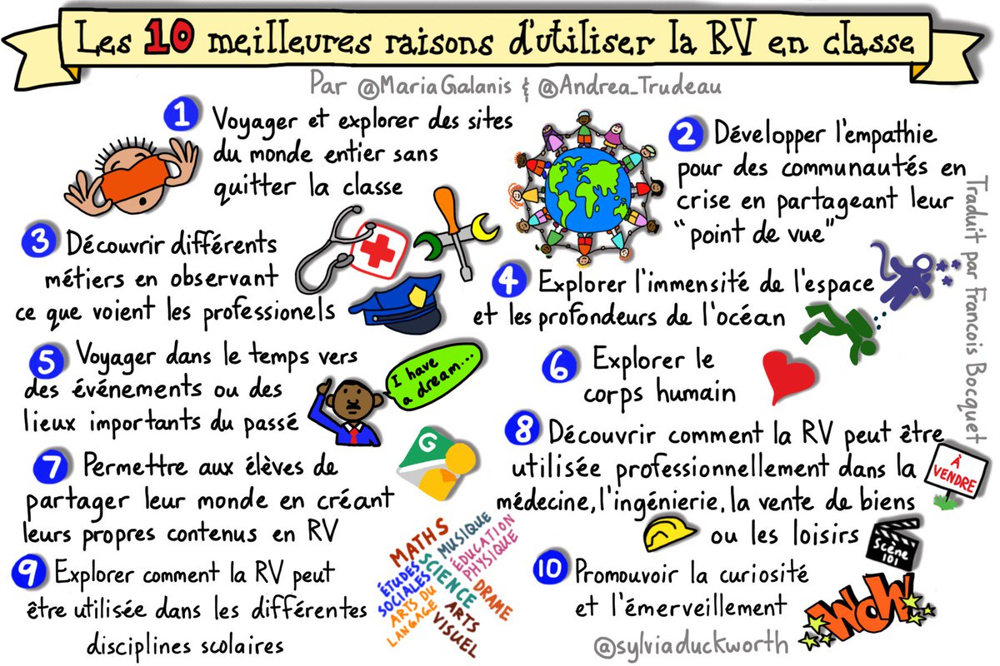 Les 10 meilleures raisons d'utiliser la RV en classe
Par @MariaGalanis & @Andrea_Trudeau
1 Voyager et explorer des sites
du monde entier sans
quitter la classe
2 Développer l'empathie
pour des communautés en
crise en partageant leur
"point de vue"
3 Découvrir différents
métiers en observant
ce que voient les professionels
4 Explorer l'immensité de l'espace
et les profondeurs de l'océan
5 Voyager dans le temps vers
des événements ou des
lieux importants du passé
I have
a dream...
6 Explorer le
corps humain
7 Permettre aux élèves de
partager leur monde en créant
leurs propres contenus en RV
G
8 Découvrir comment la RV peut être
utilisée professionnellement dans la
médecine, l'ingénierie, la vente de biens
ou les loisirs
À
VENDRE
Scène
101
9 Explorer comment la RV peut
être utilisée dans les différentes
disciplines scolaires
MATHS
MUSIQUE
ÉDUCATION
PHYSIQUE
SCIENCE
ÉTUDES
SOCIALES
ARTS DU
LANGAGE
DRAME
ARTS
VISUEL
10 Promouvoir la curiosité
et l'émerveillement
WOW
@sylviaduckworth
Traduit par Francois Bocquet